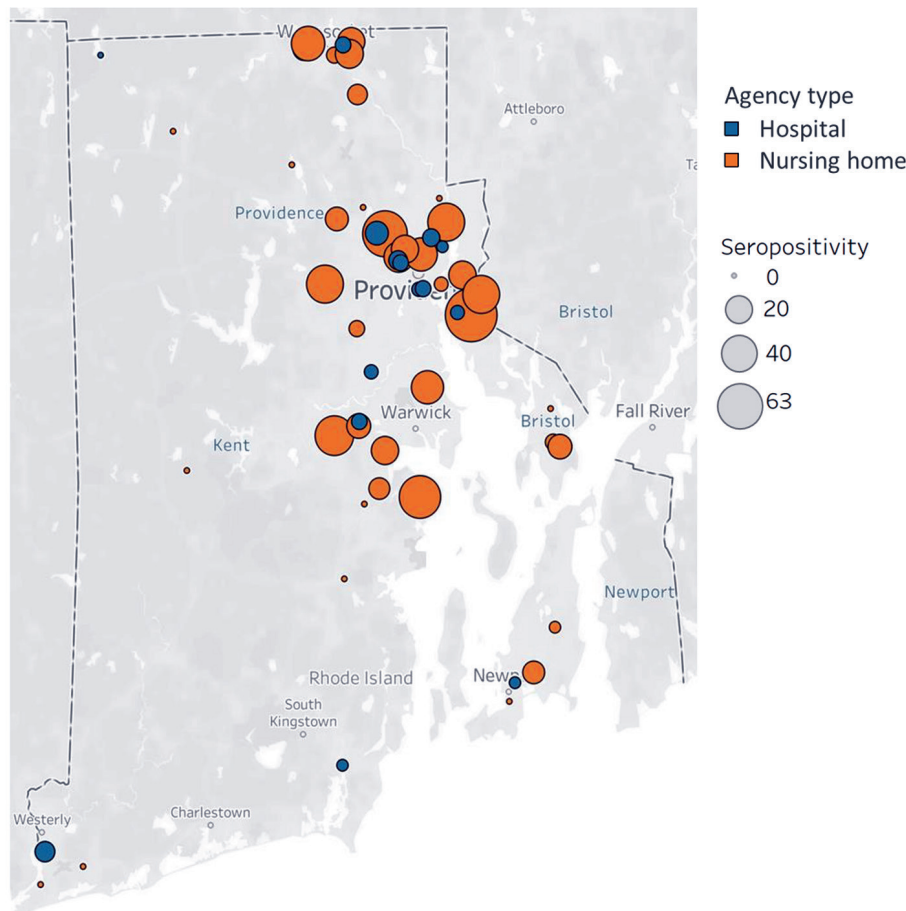 Attleboro
Agency type
Hospital
Nursing home
Providence
Seropositivity
0
20
40
63
Bristol
Warwick
Bristol
Fall River
Kent
Newport
Rhode Island
South
Kingstown
Charlestown
Westerly